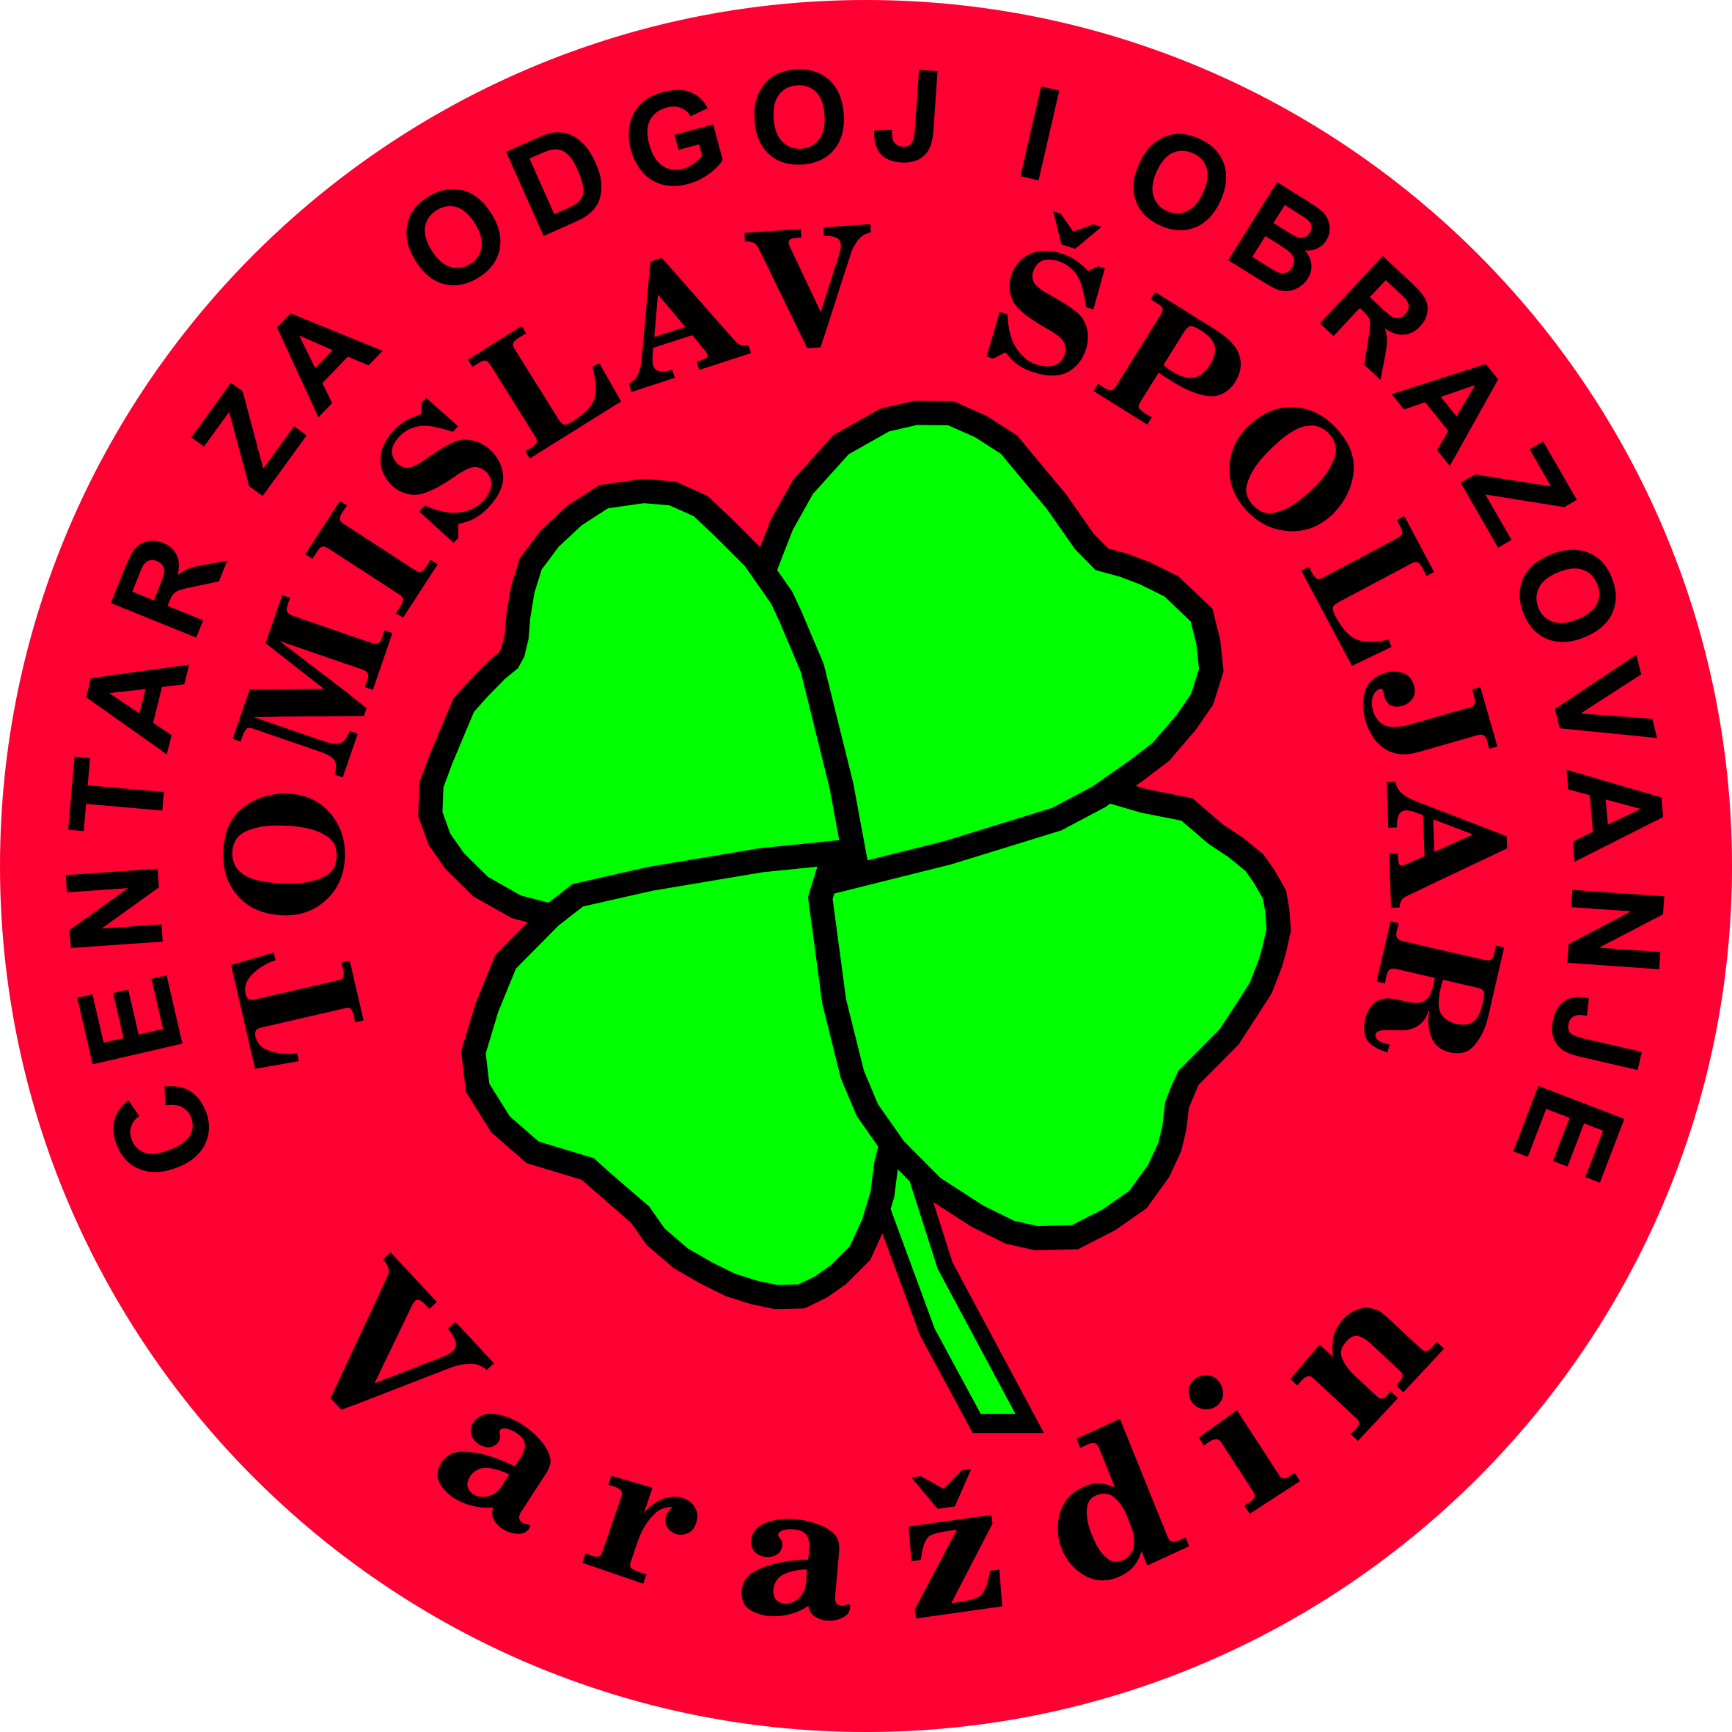 CENTAR ZA ODGOJ I OBRAZOVANJE
TOMISLAV ŠPOLJAR
Varaždin